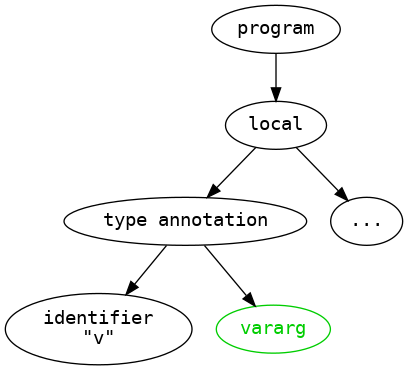 program
local
type annotation
...
identifier
"v"
vararg